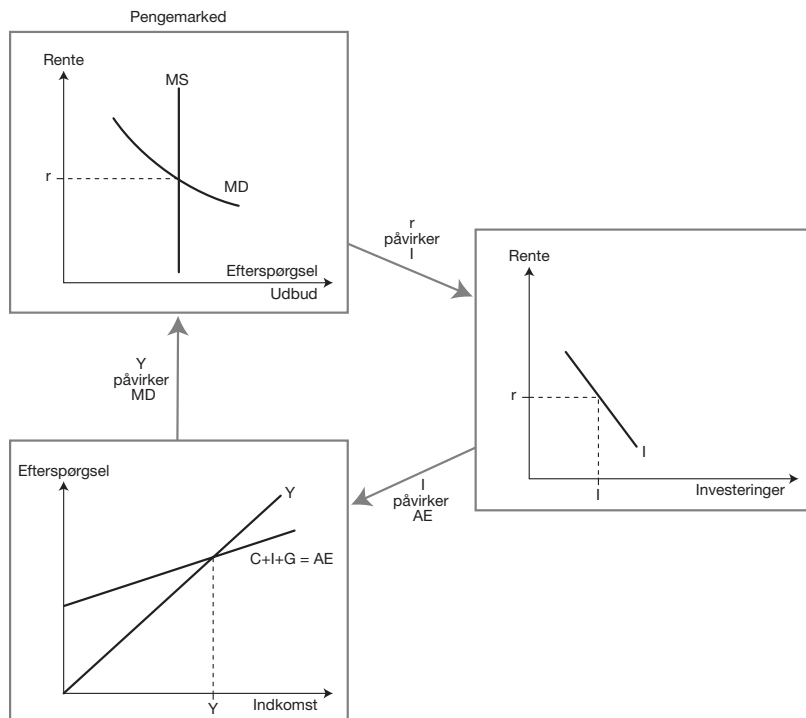 Pengemarked
Rente
MS
r
MD
Efterspørgsel
Udbud
r
påvirker
I
Rente
r
I
I
Investeringer
Y
påvirker
MD
I
påvirker
AE
Efterspørgsel
Y
C+I+G = AE
Y
Indkomst